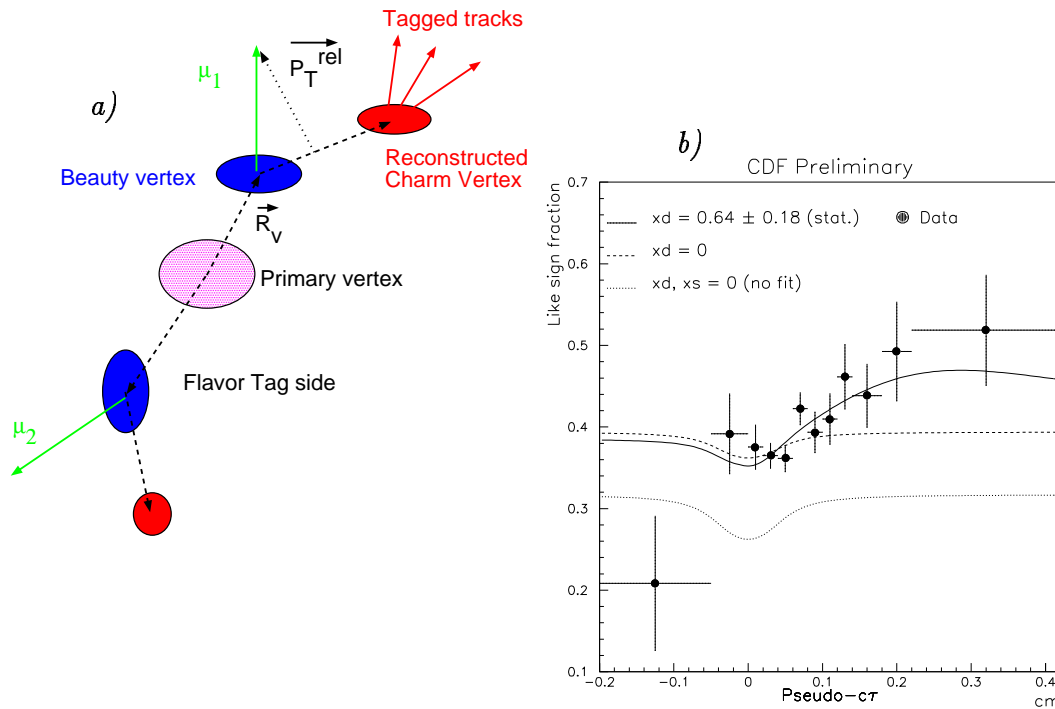 a)
μ1
PT rel
Tagged tracks
Beauty vertex
Reconstructed
Charm Vertex
Rv
Primary vertex
Flavor Tag side
μ2
b)
CDF Preliminary
Like sign fraction
0.7
0.6
0.5
0.4
0.3
0.2
0.1
xd = 0.64 ± 0.18 (stat.)
Data
xd = 0
xd, xs = 0 (no fit)
-0.2
-0.1
0
0.1
0.2
0.3
0.4
Pseudo-cτ
cm